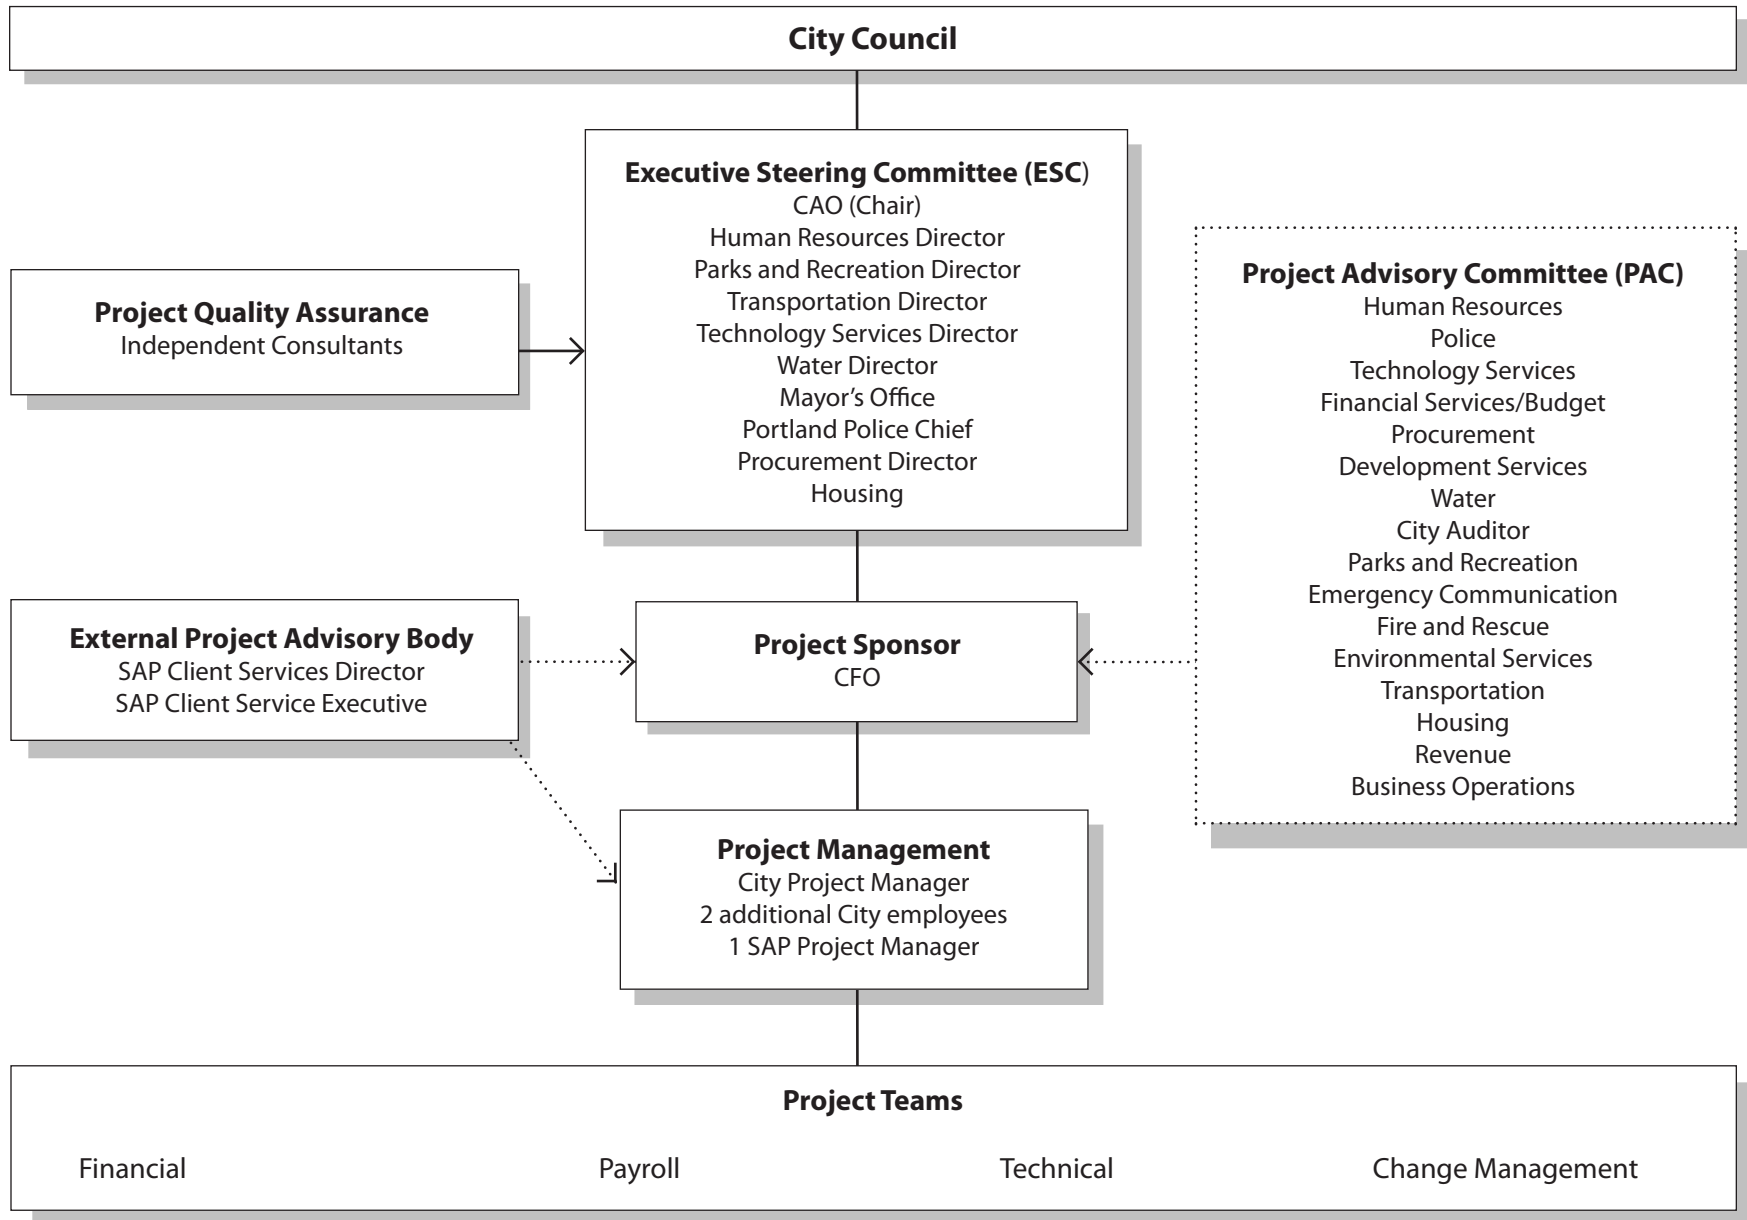 City Council
Executive Steering Committee (ESC)
CAO (Chair)
Human Resources Director
Parks and Recreation Director
Transportation Director
Technology Services Director
Water Director
Mayor's Office
Portland Police Chief
Procurement Director
Housing
Project Quality Assurance
Independent Consultants
Project Advisory Committee (PAC)
Human Resources
Police
Technology Services
Financial Services/Budget
Procurement
Development Services
Water
City Auditor
Parks and Recreation
Emergency Communication
Fire and Rescue
Environmental Services
Transportation
Housing
Revenue
Business Operations
External Project Advisory Body
SAP Client Services Director
SAP Client Service Executive
Project Sponsor
CFO
Project Management
City Project Manager
2 additional City employees
1 SAP Project Manager
Project Teams
Financial Payroll Technical Change Management